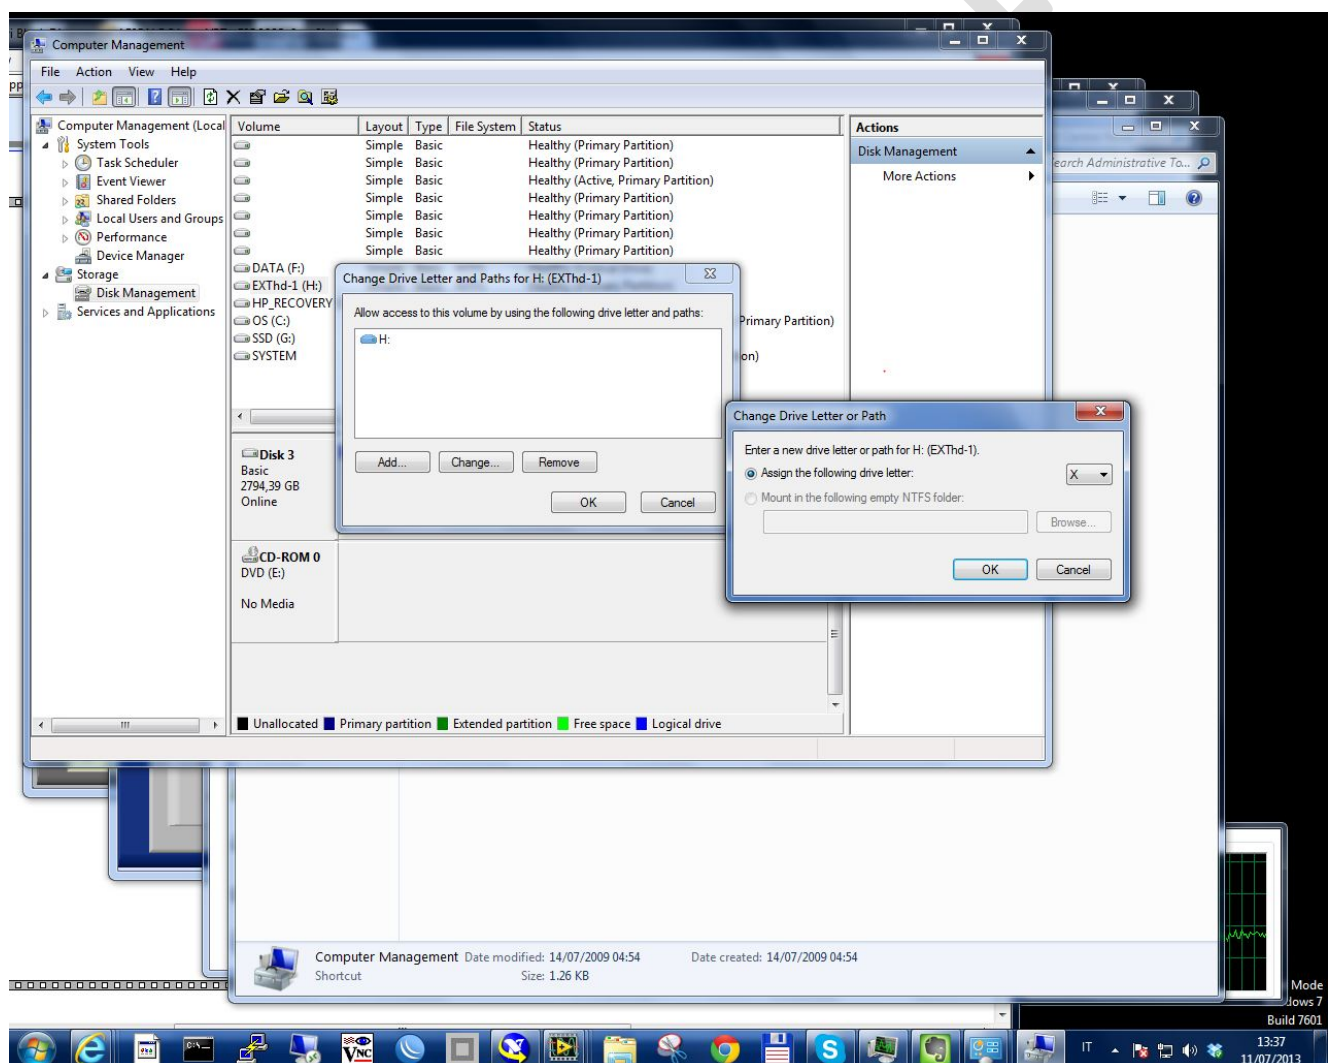 Computer Management
File Action View Help
Computer Management (Local
System Tools
Task Scheduler
Event Viewer
Shared Folders
Local Users and Groups
Performance
Device Manager
Storage
Disk Management
Services and Applications
Volume Layout Type File System Status
Simple Basic Healthy (Primary Partition)
Simple Basic Healthy (Primary Partition)
Simple Basic Healthy (Active, Primary Partition)
Simple Basic Healthy (Primary Partition)
Simple Basic Healthy (Primary Partition)
Simple Basic Healthy (Primary Partition)
Simple Basic Healthy (Primary Partition)
DATA (F:)
EXThd-1 (H:)
HP_RECOVERY
OS (C:)
Primary Partition)
SSD (G:)
SYSTEM
on)
Actions
Disk Management
More Actions
earch Administrative To...
Change Drive Letter and Paths for H: (EXThd-1)
Allow access to this volume by using the following drive letter and paths:
H:
Add... Change... Remove
OK Cancel
Change Drive Letter or Path
Enter a new drive letter or path for H: (EXThd-1).
Assign the following drive letter: X
Mount in the following empty NTFS folder:
Browse...
OK Cancel
Disk 3
Basic
2794,39 GB
Online
CD-ROM 0
DVD (E:)
No Media
Unallocated Primary partition Extended partition Free space Logical drive
Computer Management Date modified: 14/07/2009 04:54 Date created: 14/07/2009 04:54
Shortcut Size: 1.26 KB
Mode
dows 7
Build 7601
VNC
IT
13:37
11/07/2013